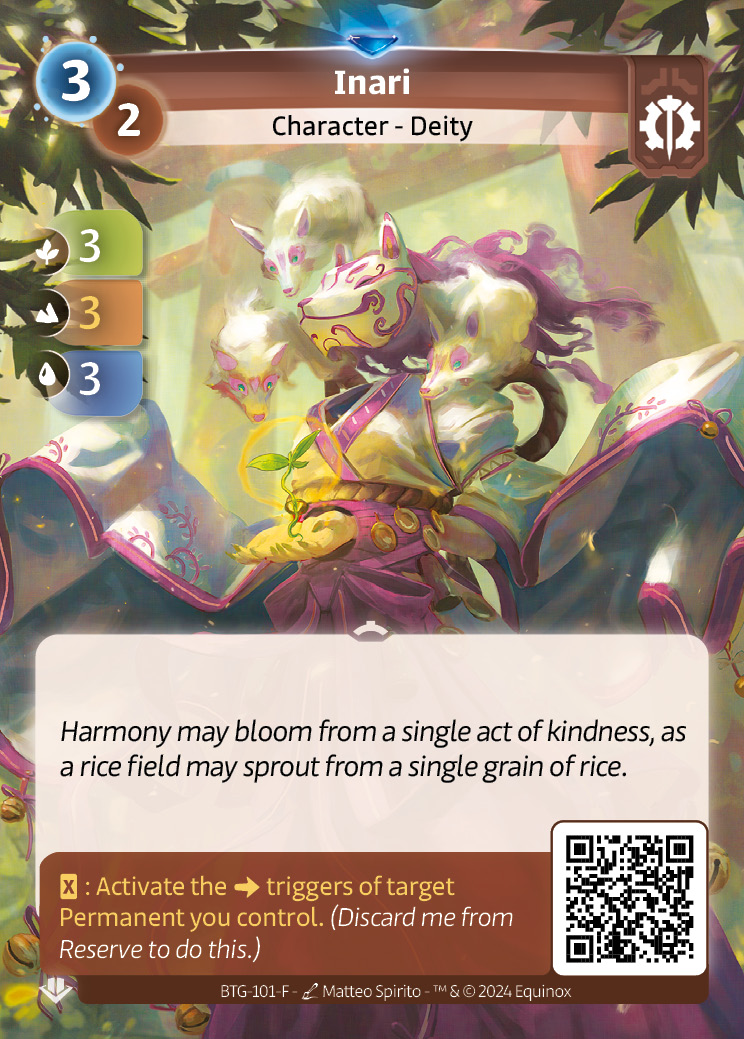 3
Inari
2
Character - Deity
3
3
3
Harmony may bloom from a single act of kindness, as
a rice field may sprout from a single grain of rice.
X : Activate the ➡ triggers of target
Permanent you control. (Discard me from
Reserve to do this.)
BTG-101-F - Matteo Spirito - ™ & © 2024 Equinox